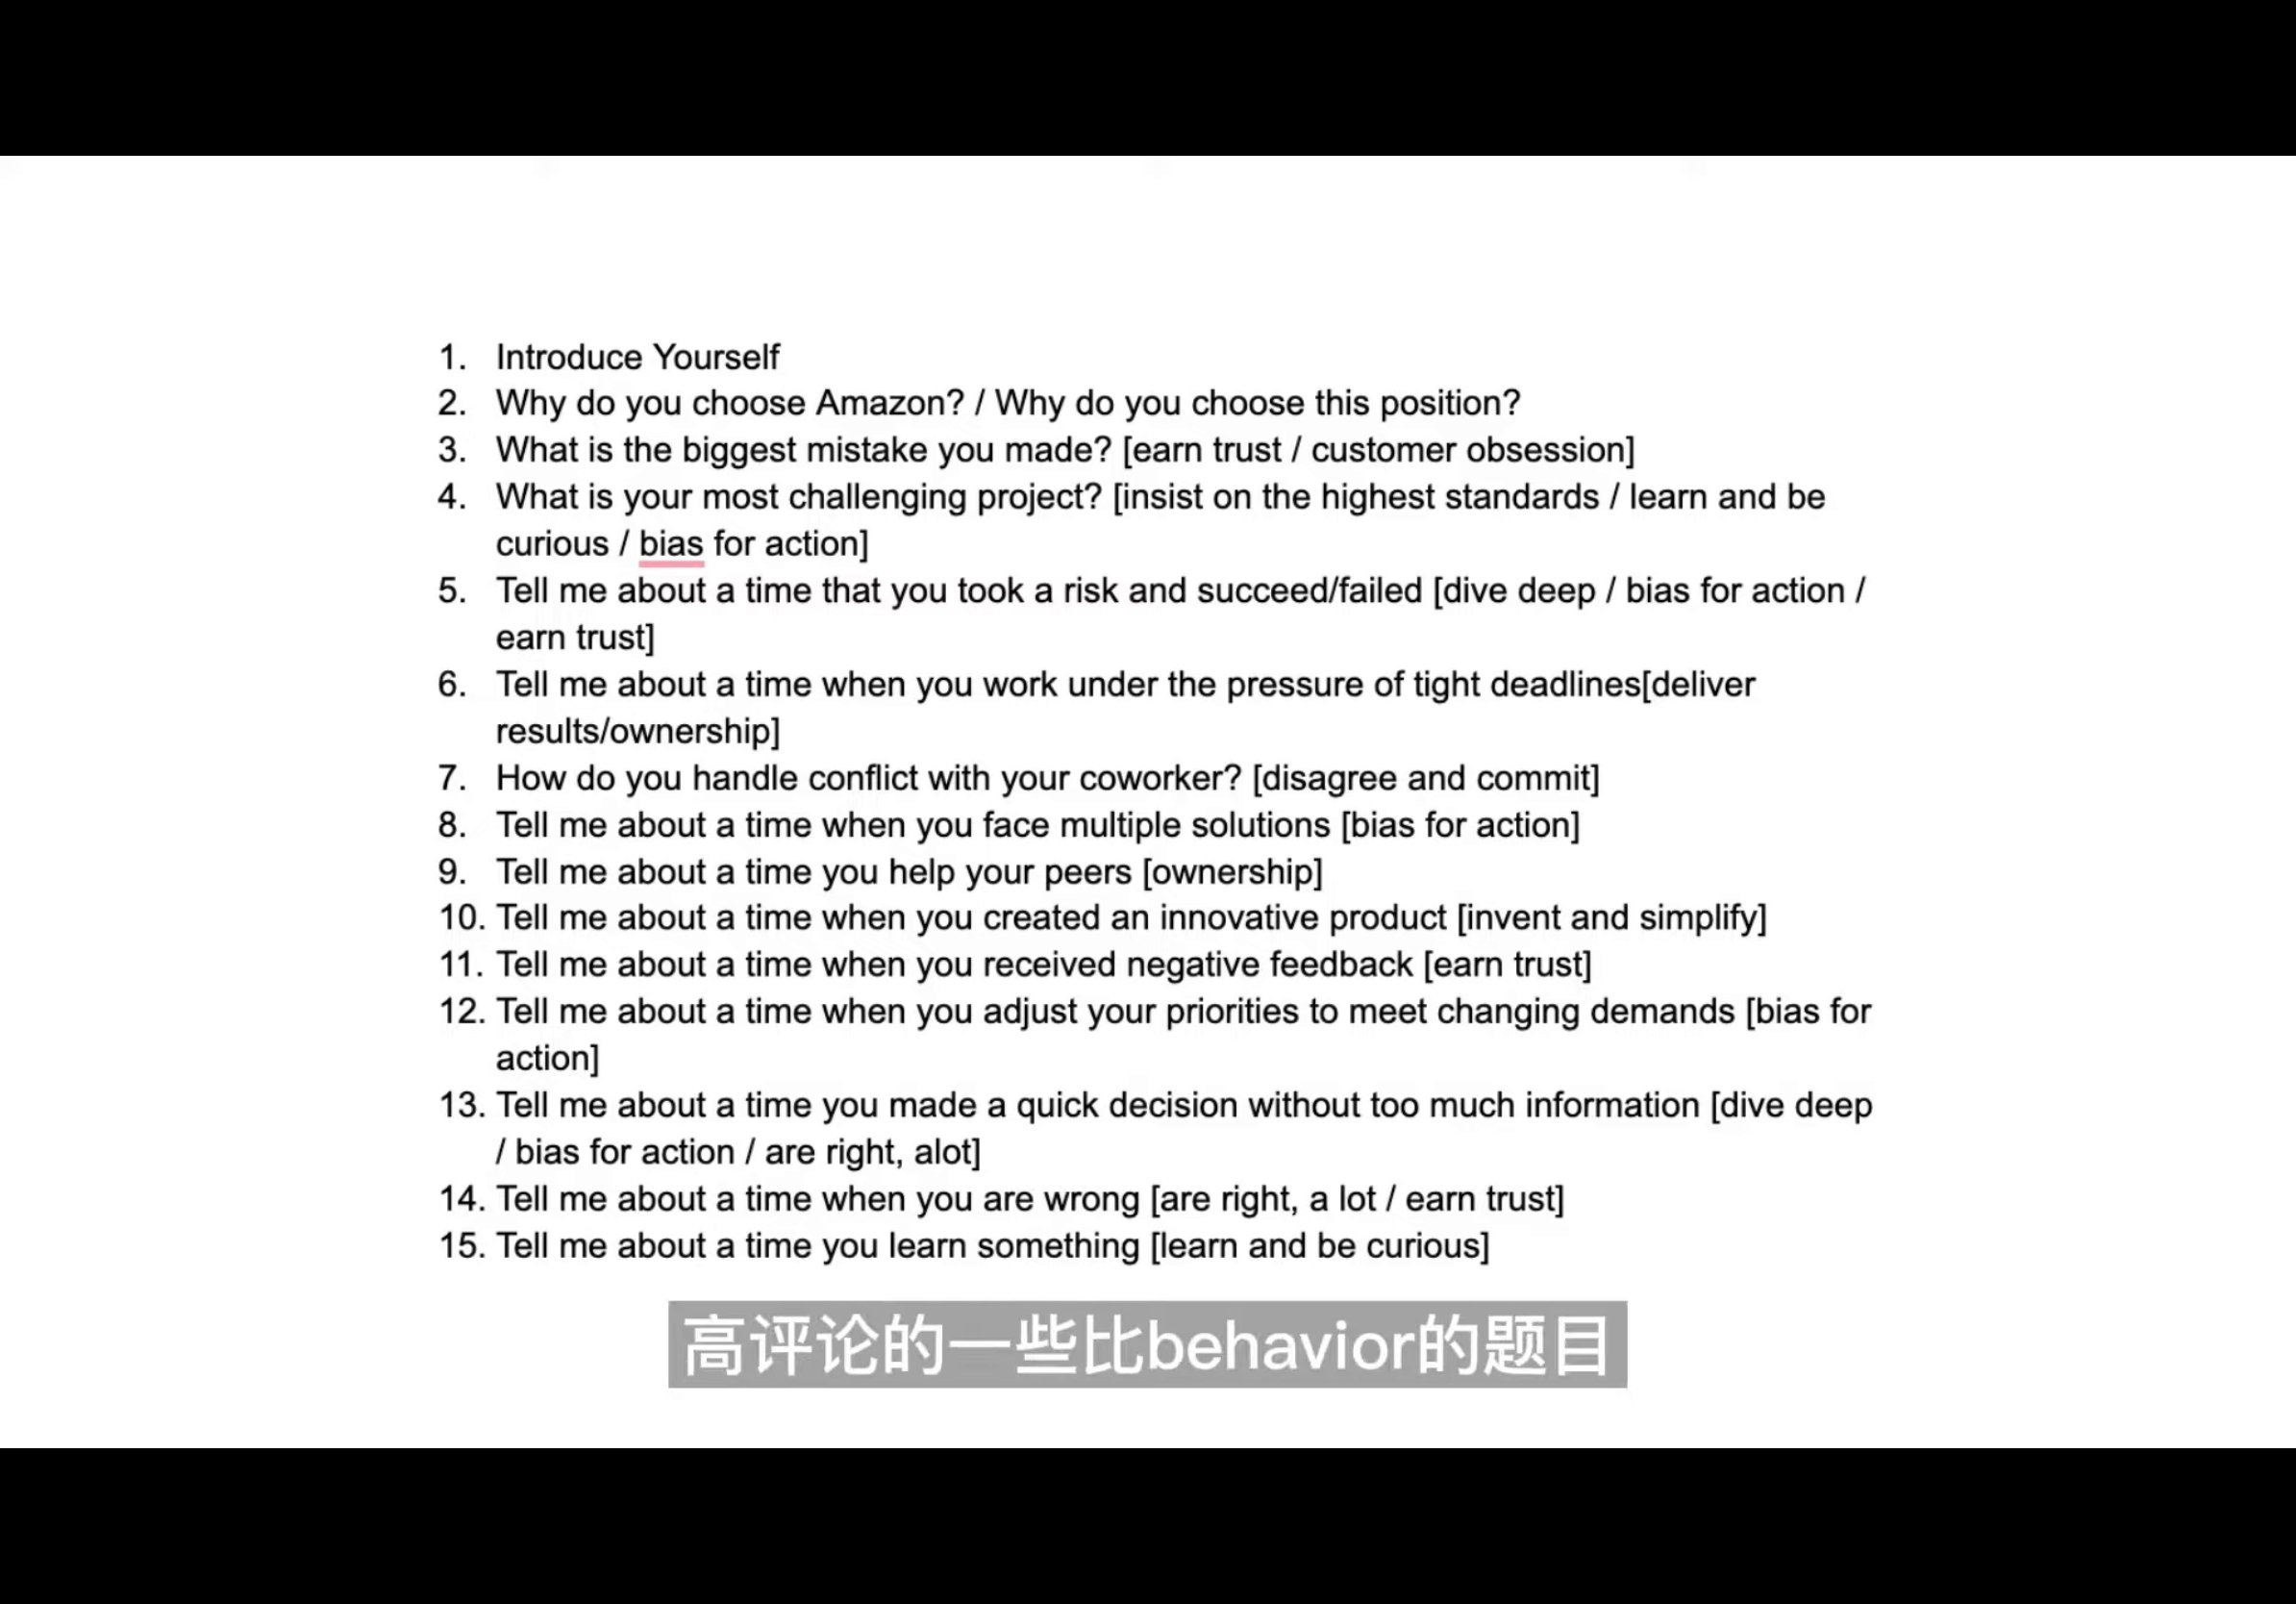 1. Introduce Yourself
2. Why do you choose Amazon? / Why do you choose this position?
3. What is the biggest mistake you made? [earn trust / customer obsession]
4. What is your most challenging project? [insist on the highest standards / learn and be
curious / bias for action]
5. Tell me about a time that you took a risk and succeed/failed [dive deep / bias for action /
earn trust]
6. Tell me about a time when you work under the pressure of tight deadlines[deliver
results/ownership]
7. How do you handle conflict with your coworker? [disagree and commit]
8. Tell me about a time when you face multiple solutions [bias for action]
9. Tell me about a time you help your peers [ownership]
10. Tell me about a time when you created an innovative product [invent and simplify]
11. Tell me about a time when you received negative feedback [earn trust]
12. Tell me about a time when you adjust your priorities to meet changing demands [bias for
action]
13. Tell me about a time you made a quick decision without too much information [dive deep
/ bias for action / are right, alot]
14. Tell me about a time when you are wrong [are right, a lot / earn trust]
15. Tell me about a time you learn something [learn and be curious]
高评论的一些比behavior的题目